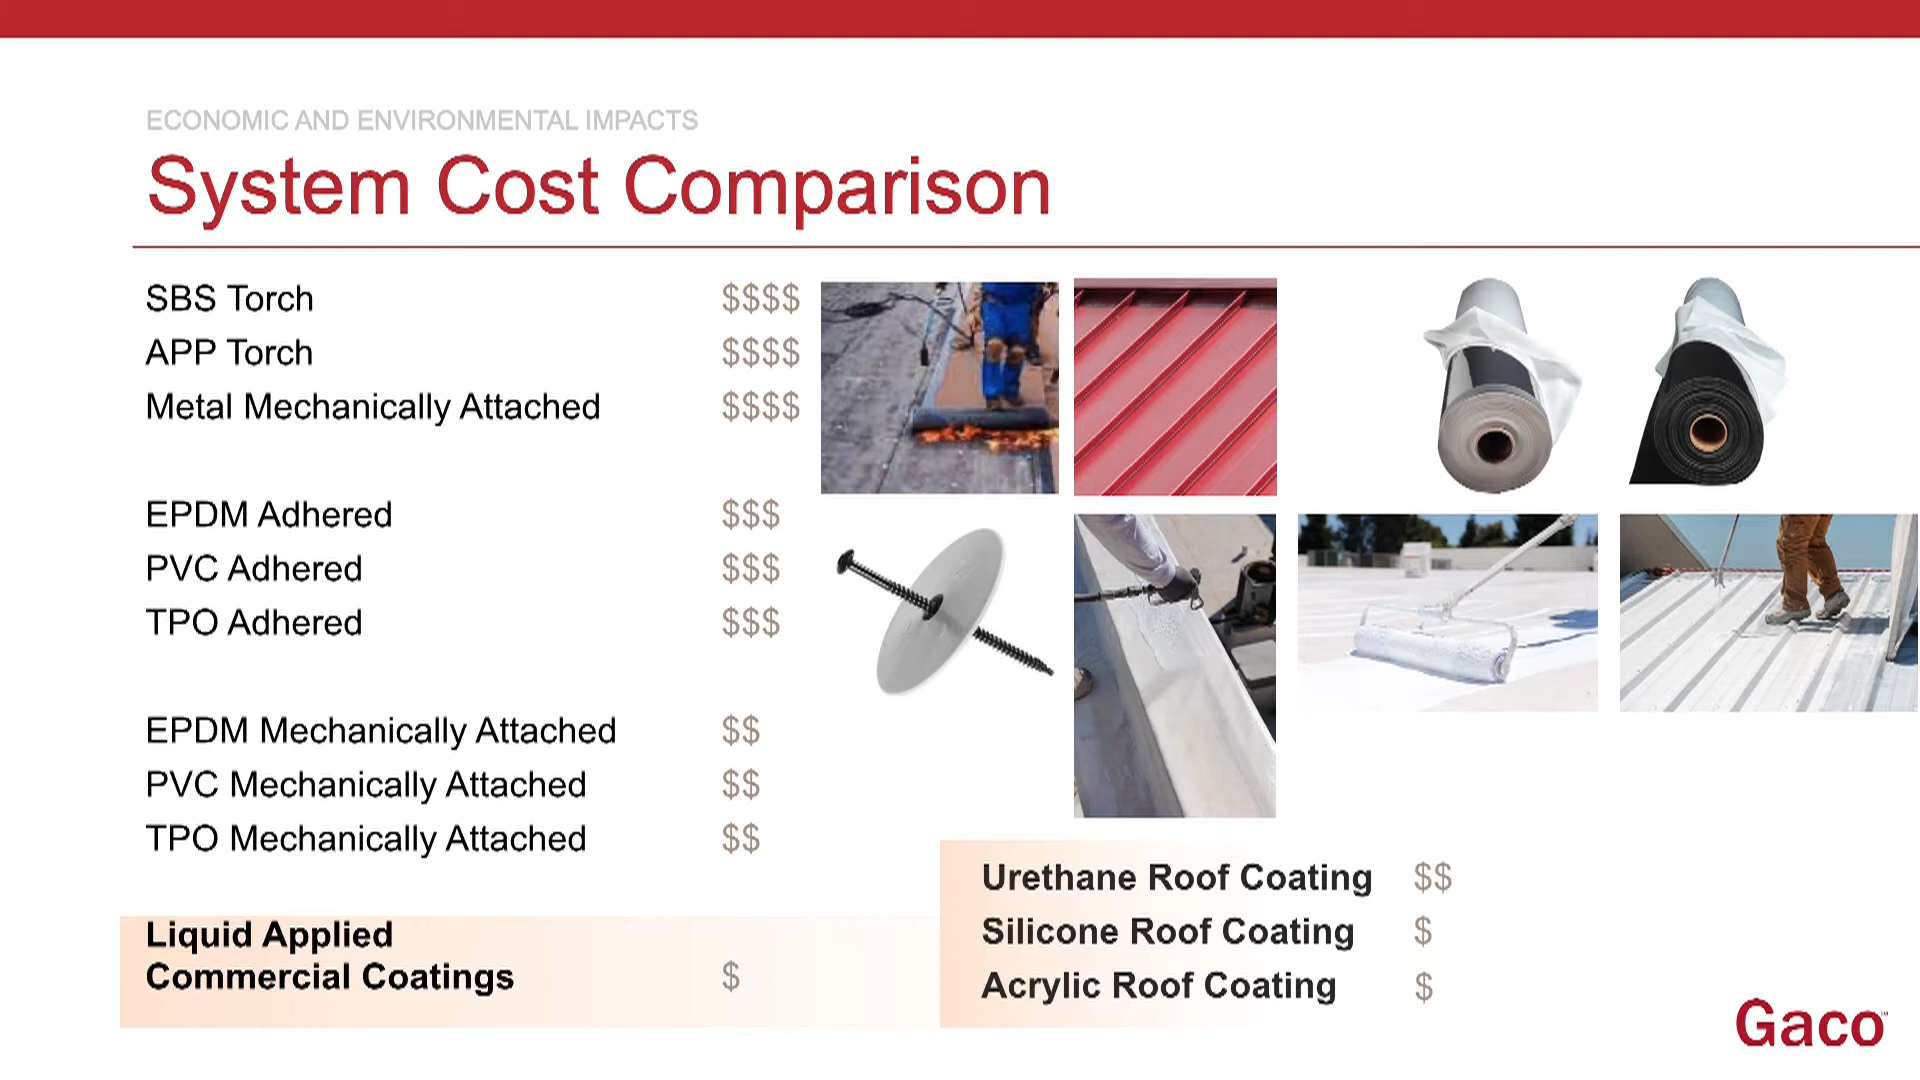 ECONOMIC AND ENVIRONMENTAL IMPACTS
System Cost Comparison
SBS Torch $$$$
APP Torch $$$$
Metal Mechanically Attached $$$$
EPDM Adhered $$$
PVC Adhered $$$
TPO Adhered $$$
EPDM Mechanically Attached $$
PVC Mechanically Attached $$
TPO Mechanically Attached $$
Liquid Applied
Commercial Coatings $
Urethane Roof Coating $$
Silicone Roof Coating $
Acrylic Roof Coating $
Gaco™